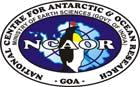 NATIONAL CENTRE FOR ANTARCTIC & OCEAN RESEARCH
MINISTRY OF EARTH SCIENCES (GOVT. OF INDIA)
NCAOR
· GOA ·